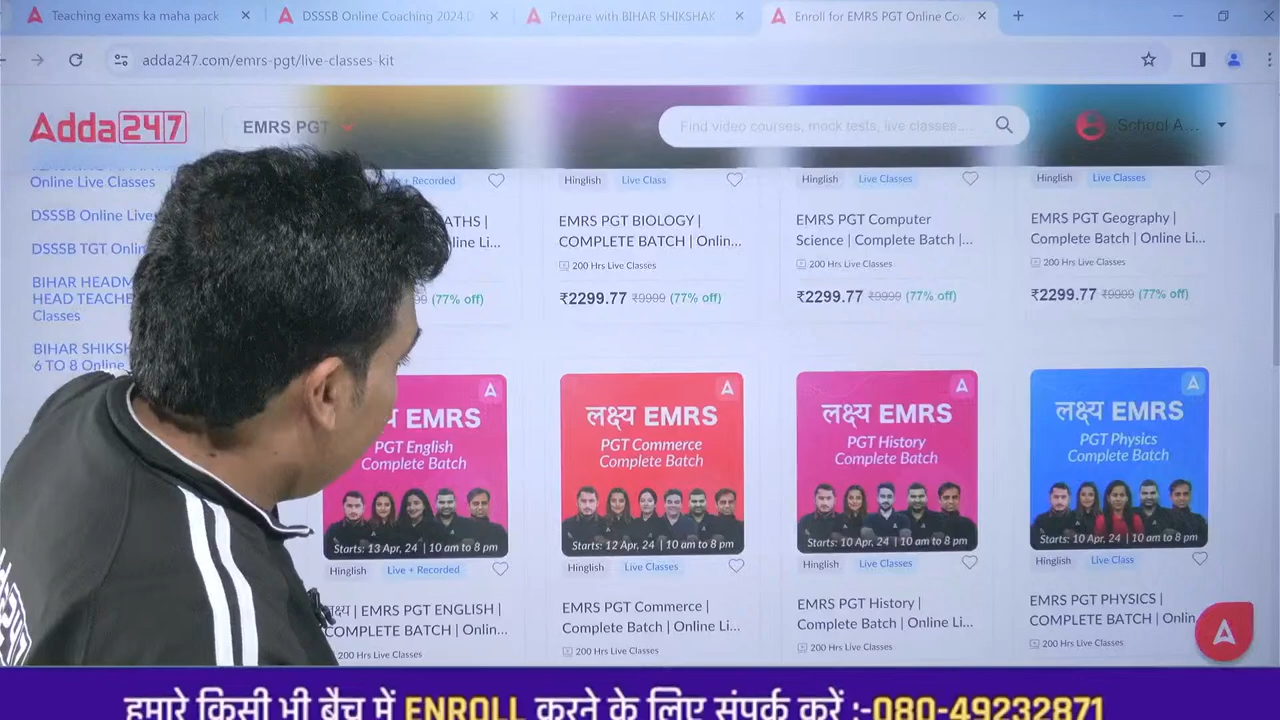 Teaching exams ka maha pack
DSSSB Online Coaching 2024.D
Prepare with BIHAR SHIKSHAK
Enroll for EMRS PGT Online Co
adda247.com/emrs-pgt/live-classes-kit
Adda247
EMRS PGT
Find video courses, mock tests, live classes....
School A...
Online Live Classes
DSSSB Online Live
DSSSB TGT Onlin
BIHAR HEADM
HEAD TEACHE
Classes
BIHAR SHIKSH
6 TO 8 Online
+ Recorded
ATHS |
line Li...
(77% off)
Hinglish Live Class
EMRS PGT BIOLOGY |
COMPLETE BATCH | Onlin...
200 Hrs Live Classes
₹2299.77 ₹9999 (77% off)
Hinglish Live Classes
EMRS PGT Computer
Science | Complete Batch |...
200 Hrs Live Classes
₹2299.77 ₹9999 (77% off)
Hinglish Live Classes
EMRS PGT Geography |
Complete Batch | Online Li...
200 Hrs Live Classes
₹2299.77 ₹9999 (77% off)
EMRS
PGT English
Complete Batch
Starts: 13 Apr, 24 | 10 am to 8 pm
Hinglish Live + Recorded
| EMRS PGT ENGLISH |
COMPLETE BATCH | Onlin...
200 Hrs Live Classes
लक्ष्य EMRS
PGT Commerce
Complete Batch
Starts: 12 Apr, 24 | 10 am to 8 pm
Hinglish Live Classes
EMRS PGT Commerce |
Complete Batch | Online Li...
200 Hrs Live Classes
लक्ष्य EMRS
PGT History
Complete Batch
Starts: 10 Apr, 24 | 10 am to 8 pm
Hinglish Live Classes
EMRS PGT History |
Complete Batch | Online Li...
200 Hrs Live Classes
लक्ष्य EMRS
PGT Physics
Complete Batch
Starts: 10 Apr, 24 | 10 am to 8 pm
Hinglish Live Class
EMRS PGT PHYSICS |
COMPLETE BATCH | Onlin
200 Hrs Live Classes
हमारे किसी भी बैच में ENROLL करने के लिए संपर्क करें :-080-49232871